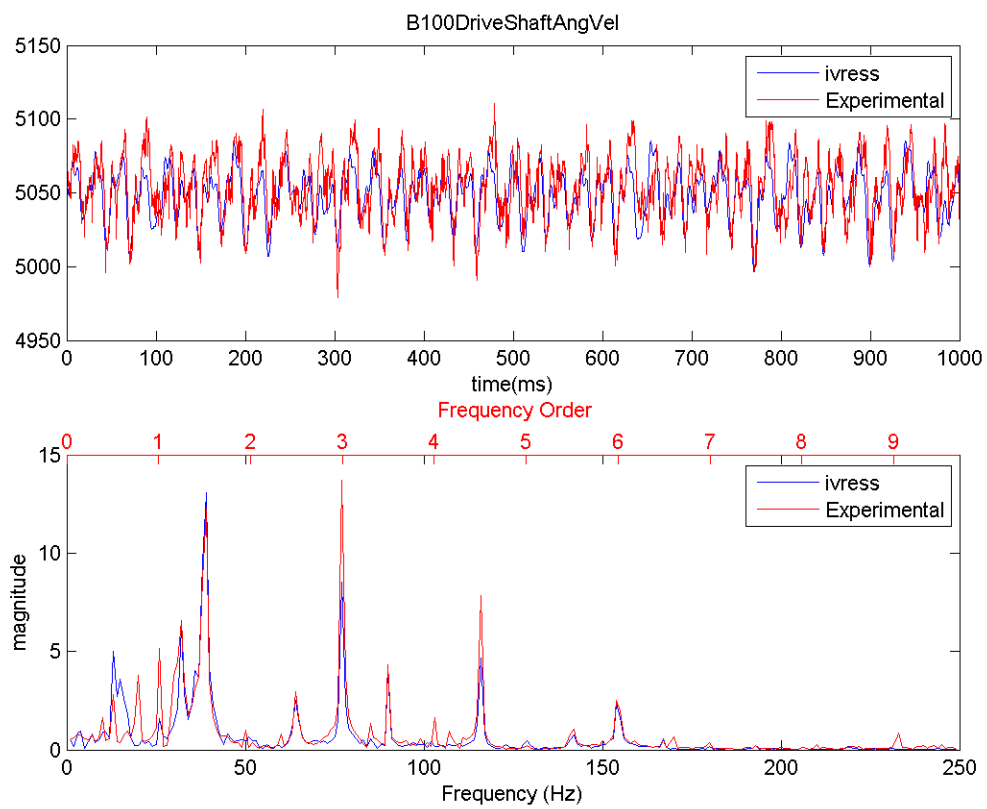 B100DriveShaftAngVel
5150
5100
5050
5000
4950
ivress
Experimental
0 100 200 300 400 500 600 700 800 900 1000
time(ms)
Frequency Order
0 1 2 3 4 5 6 7 8 9
15
10
5
0
magnitude
ivress
Experimental
0 50 100 150 200 250
Frequency (Hz)